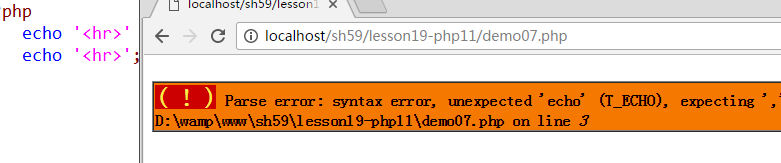 php
echo '<hr>'
echo '<hr>';
localhost/sh59/lesson1
localhost/sh59/lesson19-php11/demo07.php
( ! ) Parse error: syntax error, unexpected 'echo' (T_ECHO), expecting ','
D:\wamp\www\sh59\lesson19-php11\demo07.php on line 3